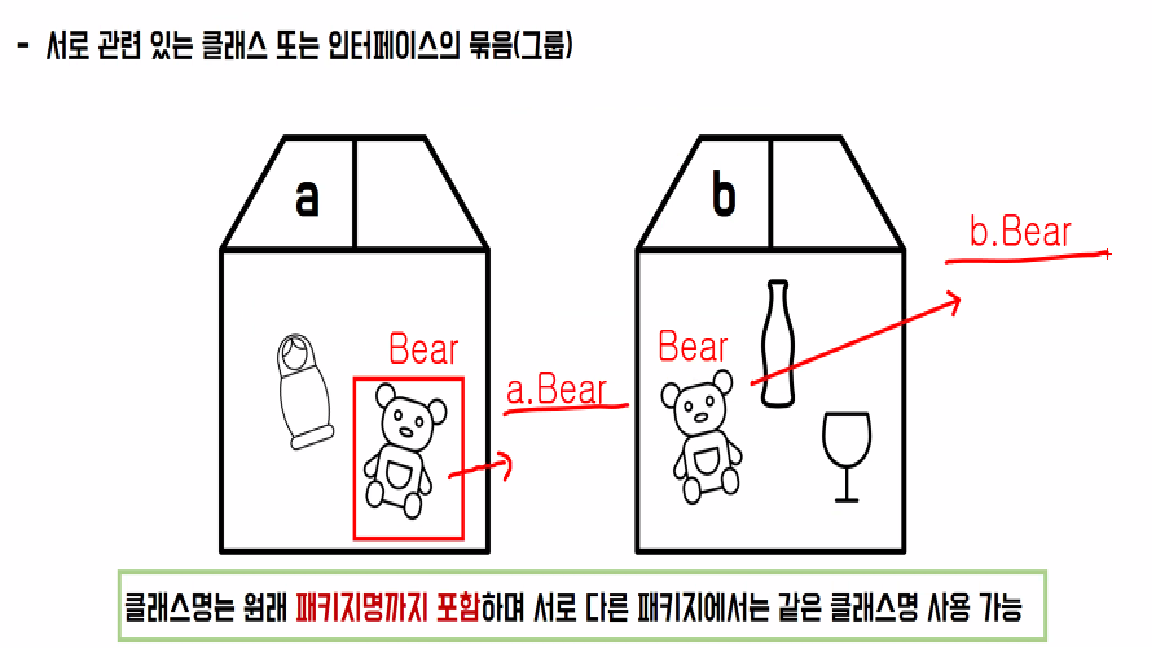 - 서로 관련 있는 클래스 또는 인터페이스의 묶음(그룹)
a
b
b.Bear
Bear
Bear
a.Bear
클래스명는 원래 패키지명까지 포함하며 서로 다른 패키지에서는 같은 클래스명 사용 가능